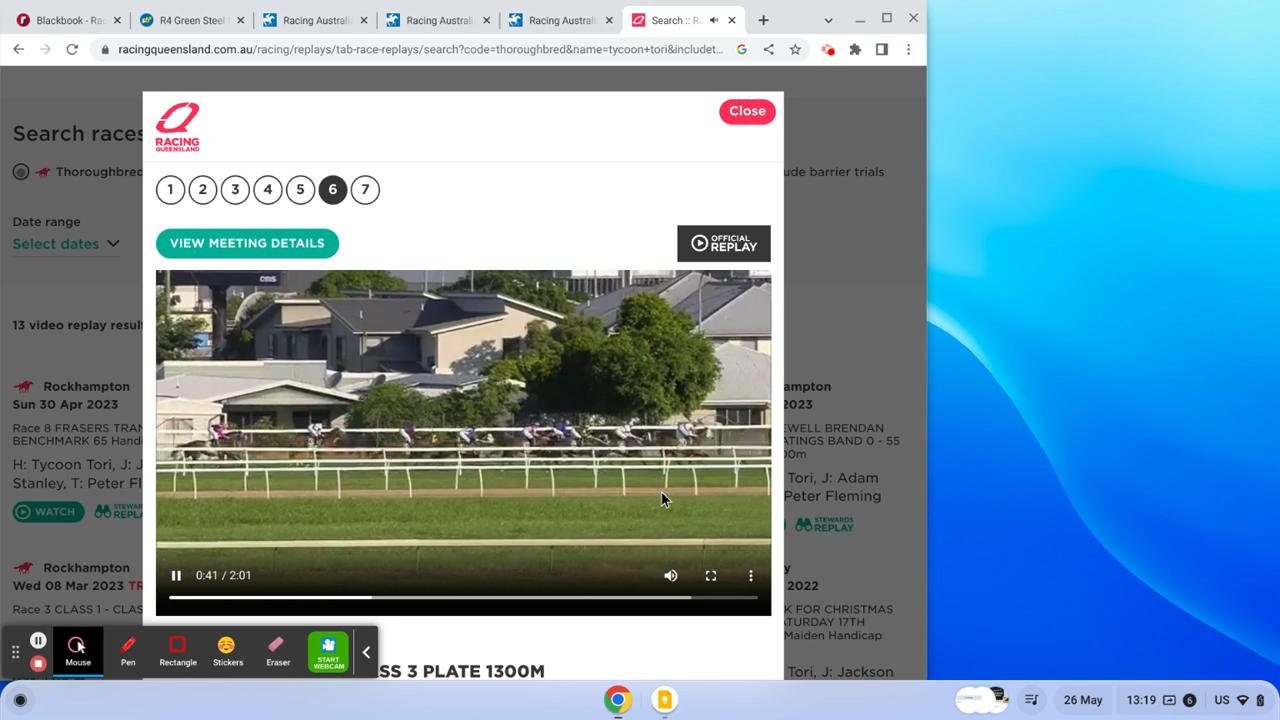 Blackbook - Rac
R4 Green Steel
Racing Australi
Racing Australi
Racing Australi
Search :: R
racingqueensland.com.au/racing/replays/tab-race-replays/search?code=thoroughbred&name=tycoon+tori&includet...
Close
RACING
QUEENSLAND
Search races
Thoroughbred
ude barrier trials
1 2 3 4 5 6 7
Date range
Select dates
VIEW MEETING DETAILS
OFFICIAL
REPLAY
13 video replay result
Rockhampton
Sun 30 Apr 2023
Race 8 FRASERS TRAN
BENCHMARK 65 Handi
H: Tycoon Tori, J: J
Stanley, T: Peter Fl
WATCH
STEWARDS
REPLAY
hampton
2023
EWELL BRENDAN
ATINGS BAND 0 - 55
00m)
Tori, J: Adam
Peter Fleming
STEWARDS
REPLAY
0:41 / 2:01
Rockhampton
Wed 08 Mar 2023 TR
Race 3 CLASS 1 - CLAS
y
2022
K FOR CHRISTMAS
ATURDAY 17TH
Maiden Handicap
Tori, J: Jackson
Mouse
Pen
Rectangle
Stickers
Eraser
START
WEBCAM
SS 3 PLATE 1300M
26 May
13:19
6
US